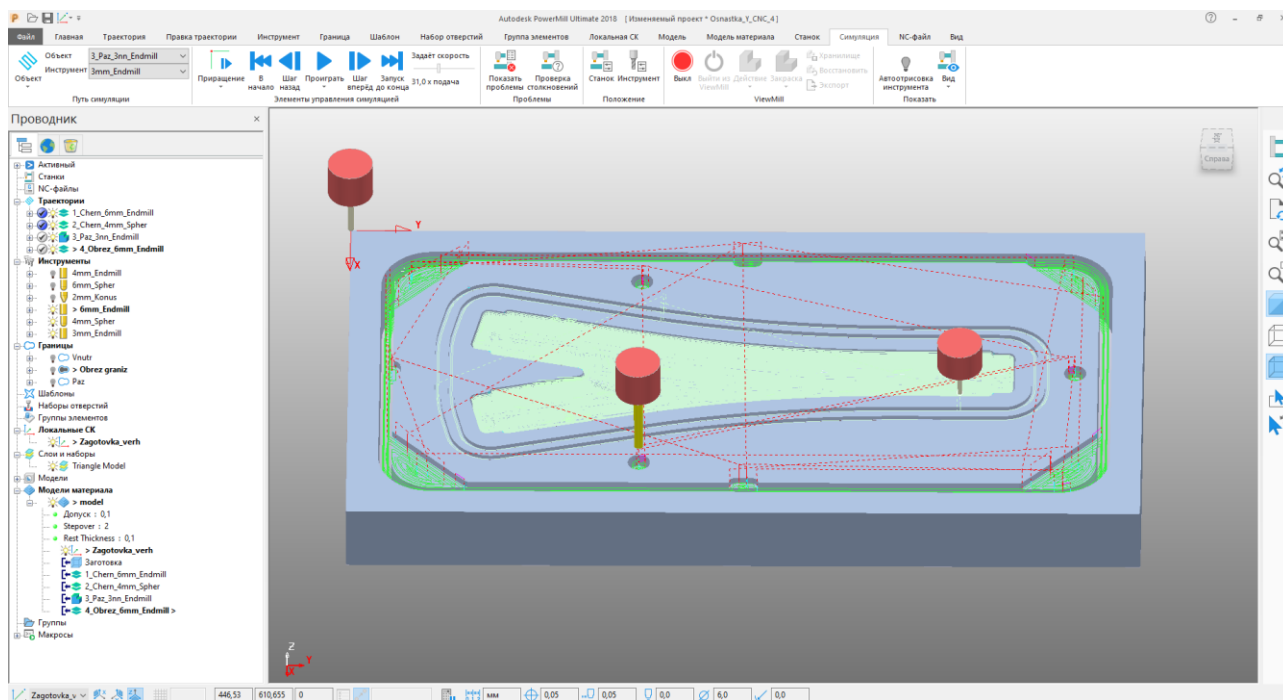 Autodesk PowerMill Ultimate 2018 [ Изменяемый проект * Osnastka_Y_CNC_4 ]
Файл Главная Траектория Правка траектории Инструмент Граница Шаблон Набор отверстий Группа элементов Локальная СК Модель Модель материала Станок Симуляция NC-файл Вид
Объект 3_Paz_3nn_Endmill
Инструмент 3mm_Endmill
Задаёт скорость
31,0 x подача
Объект
Приращение В начало Шаг назад Проиграть Шаг вперёд Запуск до конца
Показать проблемы Проверка столкновений
Станок Инструмент
Выкл Выйти из ViewMill Действие Закраска
Хранилище
Восстановить
Экспорт
Автоотрисовка инструмента Вид
Путь симуляции Элементы управления симуляцией Проблемы Положение ViewMill Показать
Проводник
Активный
Станки
NC-файлы
Траектории
1_Chern_6mm_Endmill
2_Chern_4mm_Spher
3_Paz_3nn_Endmill
> 4_Obrez_6mm_Endmill
Инструменты
4mm_Endmill
6mm_Spher
2mm_Konus
> 6mm_Endmill
4mm_Spher
3mm_Endmill
Границы
Vnutr
> Obrez graniz
Paz
Шаблоны
Наборы отверстий
Группы элементов
Локальные СК
> Zagotovka_verh
Слои и наборы
Triangle Model
Модели
Модели материала
> model
Допуск : 0,1
Stepover : 2
Rest Thickness : 0,1
> Zagotovka_verh
Заготовка
1_Chern_6mm_Endmill
2_Chern_4mm_Spher
3_Paz_3nn_Endmill
4_Obrez_6mm_Endmill >
Группы
Макросы
Y
X
Справа
Z
Y
X
Zagotovka_v 446,53 610,655 0 мм 0,05 0,05 0,0 6,0 0,0